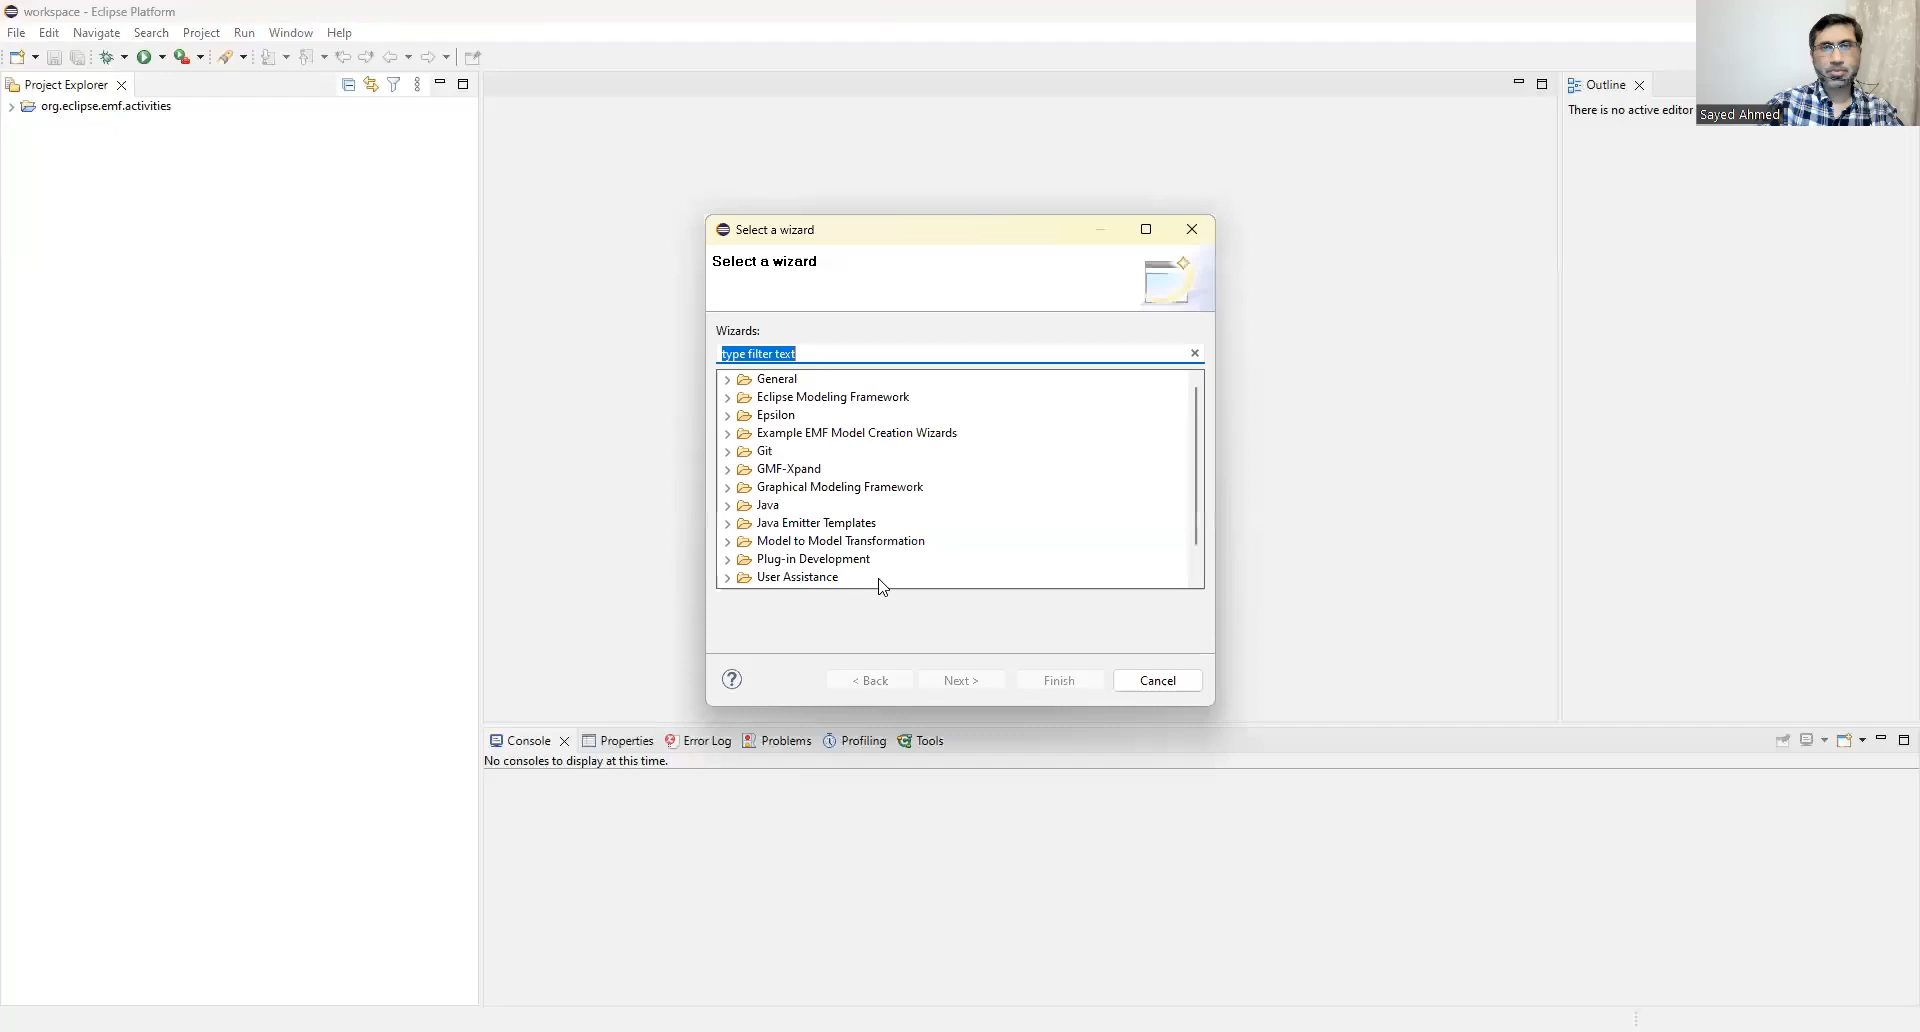 workspace - Eclipse Platform
File Edit Navigate Search Project Run Window Help
Project Explorer
org.eclipse.emf.activities
Outline
There is no active editor
Sayed Ahmed
Select a wizard
Select a wizard
Wizards:
type filter text
General
Eclipse Modeling Framework
Epsilon
Example EMF Model Creation Wizards
Git
GMF-Xpand
Graphical Modeling Framework
Java
Java Emitter Templates
Model to Model Transformation
Plug-in Development
User Assistance
? < Back Next > Finish Cancel
Console Properties Error Log Problems Profiling Tools
No consoles to display at this time.